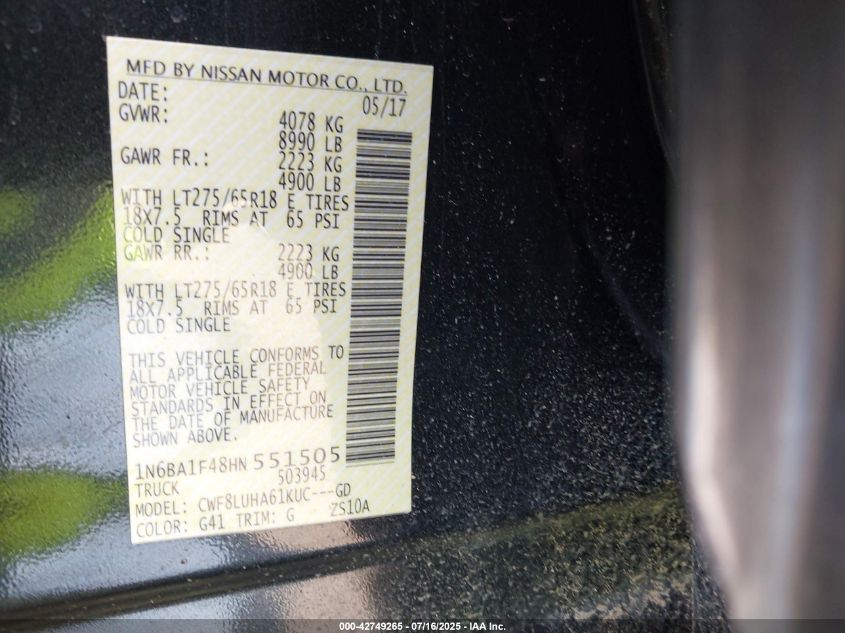 MFD BY NISSAN MOTOR CO., LTD.
DATE: 05/17
GVWR: 4078 KG
8990 LB
GAWR FR.: 2223 KG
4900 LB
WITH LT275/65R18 E TIRES
18X7.5 RIMS AT 65 PSI
COLD SINGLE
GAWR RR.: 2223 KG
4900 LB
WITH LT275/65R18 E TIRES
18X7.5 RIMS AT 65 PSI
COLD SINGLE
THIS VEHICLE CONFORMS TO
ALL APPLICABLE FEDERAL
MOTOR VEHICLE SAFETY
STANDARDS IN EFFECT ON
THE DATE OF MANUFACTURE
SHOWN ABOVE.
1N6BA1F48HN 551505
TRUCK 503945
MODEL: CWF8LUHA61KUC---GD
COLOR: G41 TRIM: G ZS10A
000-42749265 - 07/16/2025 - IAA Inc.